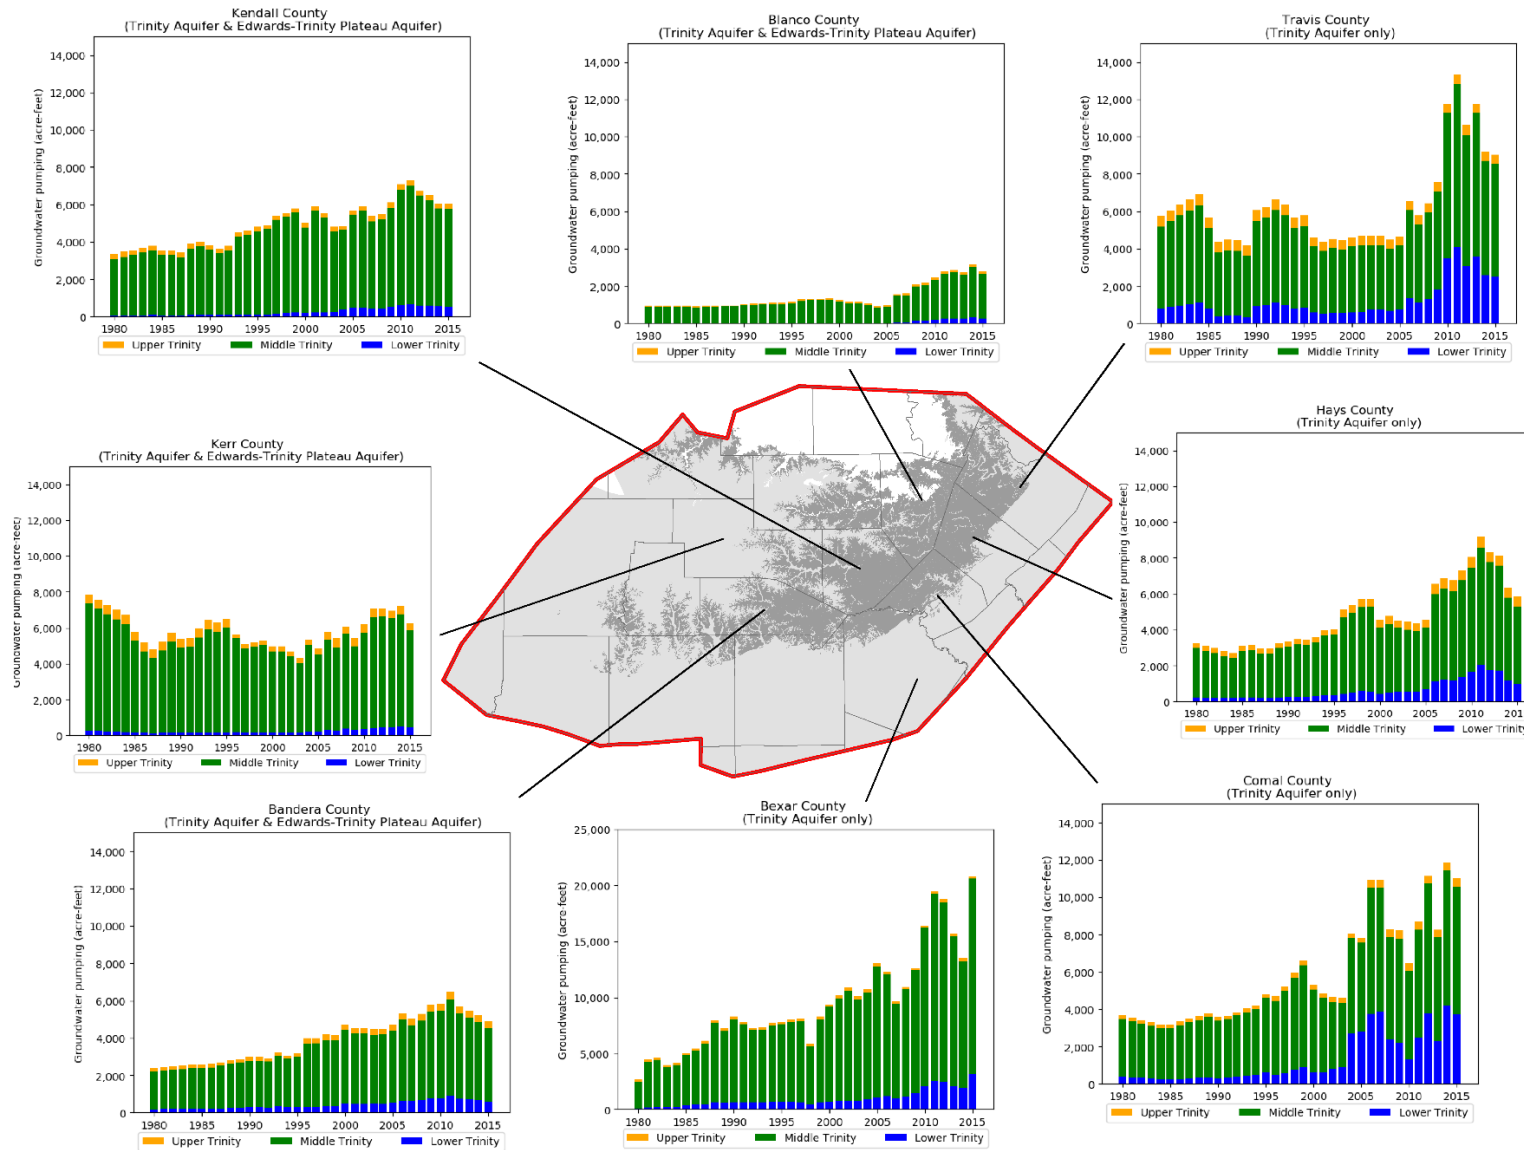 Kendall County
(Trinity Aquifer & Edwards-Trinity Plateau Aquifer)
Groundwater pumping (acre-feet)
14,000
12,000
10,000
8,000
6,000
4,000
2,000
0
1980 1985 1990 1995 2000 2005 2010 2015
Upper Trinity Middle Trinity Lower Trinity
Blanco County
(Trinity Aquifer & Edwards-Trinity Plateau Aquifer)
Groundwater pumping (acre-feet)
14,000
12,000
10,000
8,000
6,000
4,000
2,000
0
1980 1985 1990 1995 2000 2005 2010 2015
Upper Trinity Middle Trinity Lower Trinity
Travis County
(Trinity Aquifer only)
Groundwater pumping (acre-feet)
14,000
12,000
10,000
8,000
6,000
4,000
2,000
0
1980 1985 1990 1995 2000 2005 2010 2015
Upper Trinity Middle Trinity Lower Trinity
Kerr County
(Trinity Aquifer & Edwards-Trinity Plateau Aquifer)
Groundwater pumping (acre-feet)
14,000
12,000
10,000
8,000
6,000
4,000
2,000
0
1980 1985 1990 1995 2000 2005 2010 2015
Upper Trinity Middle Trinity Lower Trinity
Hays County
(Trinity Aquifer only)
Groundwater pumping (acre-feet)
14,000
12,000
10,000
8,000
6,000
4,000
2,000
0
1980 1985 1990 1995 2000 2005 2010 2015
Upper Trinity Middle Trinity Lower Trinity
Bandera County
(Trinity Aquifer & Edwards-Trinity Plateau Aquifer)
Groundwater pumping (acre-feet)
14,000
12,000
10,000
8,000
6,000
4,000
2,000
0
1980 1985 1990 1995 2000 2005 2010 2015
Upper Trinity Middle Trinity Lower Trinity
Bexar County
(Trinity Aquifer only)
Groundwater pumping (acre-feet)
25,000
20,000
15,000
10,000
5,000
0
1980 1985 1990 1995 2000 2005 2010 2015
Upper Trinity Middle Trinity Lower Trinity
Comal County
(Trinity Aquifer only)
Groundwater pumping (acre-feet)
14,000
12,000
10,000
8,000
6,000
4,000
2,000
0
1980 1985 1990 1995 2000 2005 2010 2015
Upper Trinity Middle Trinity Lower Trinity